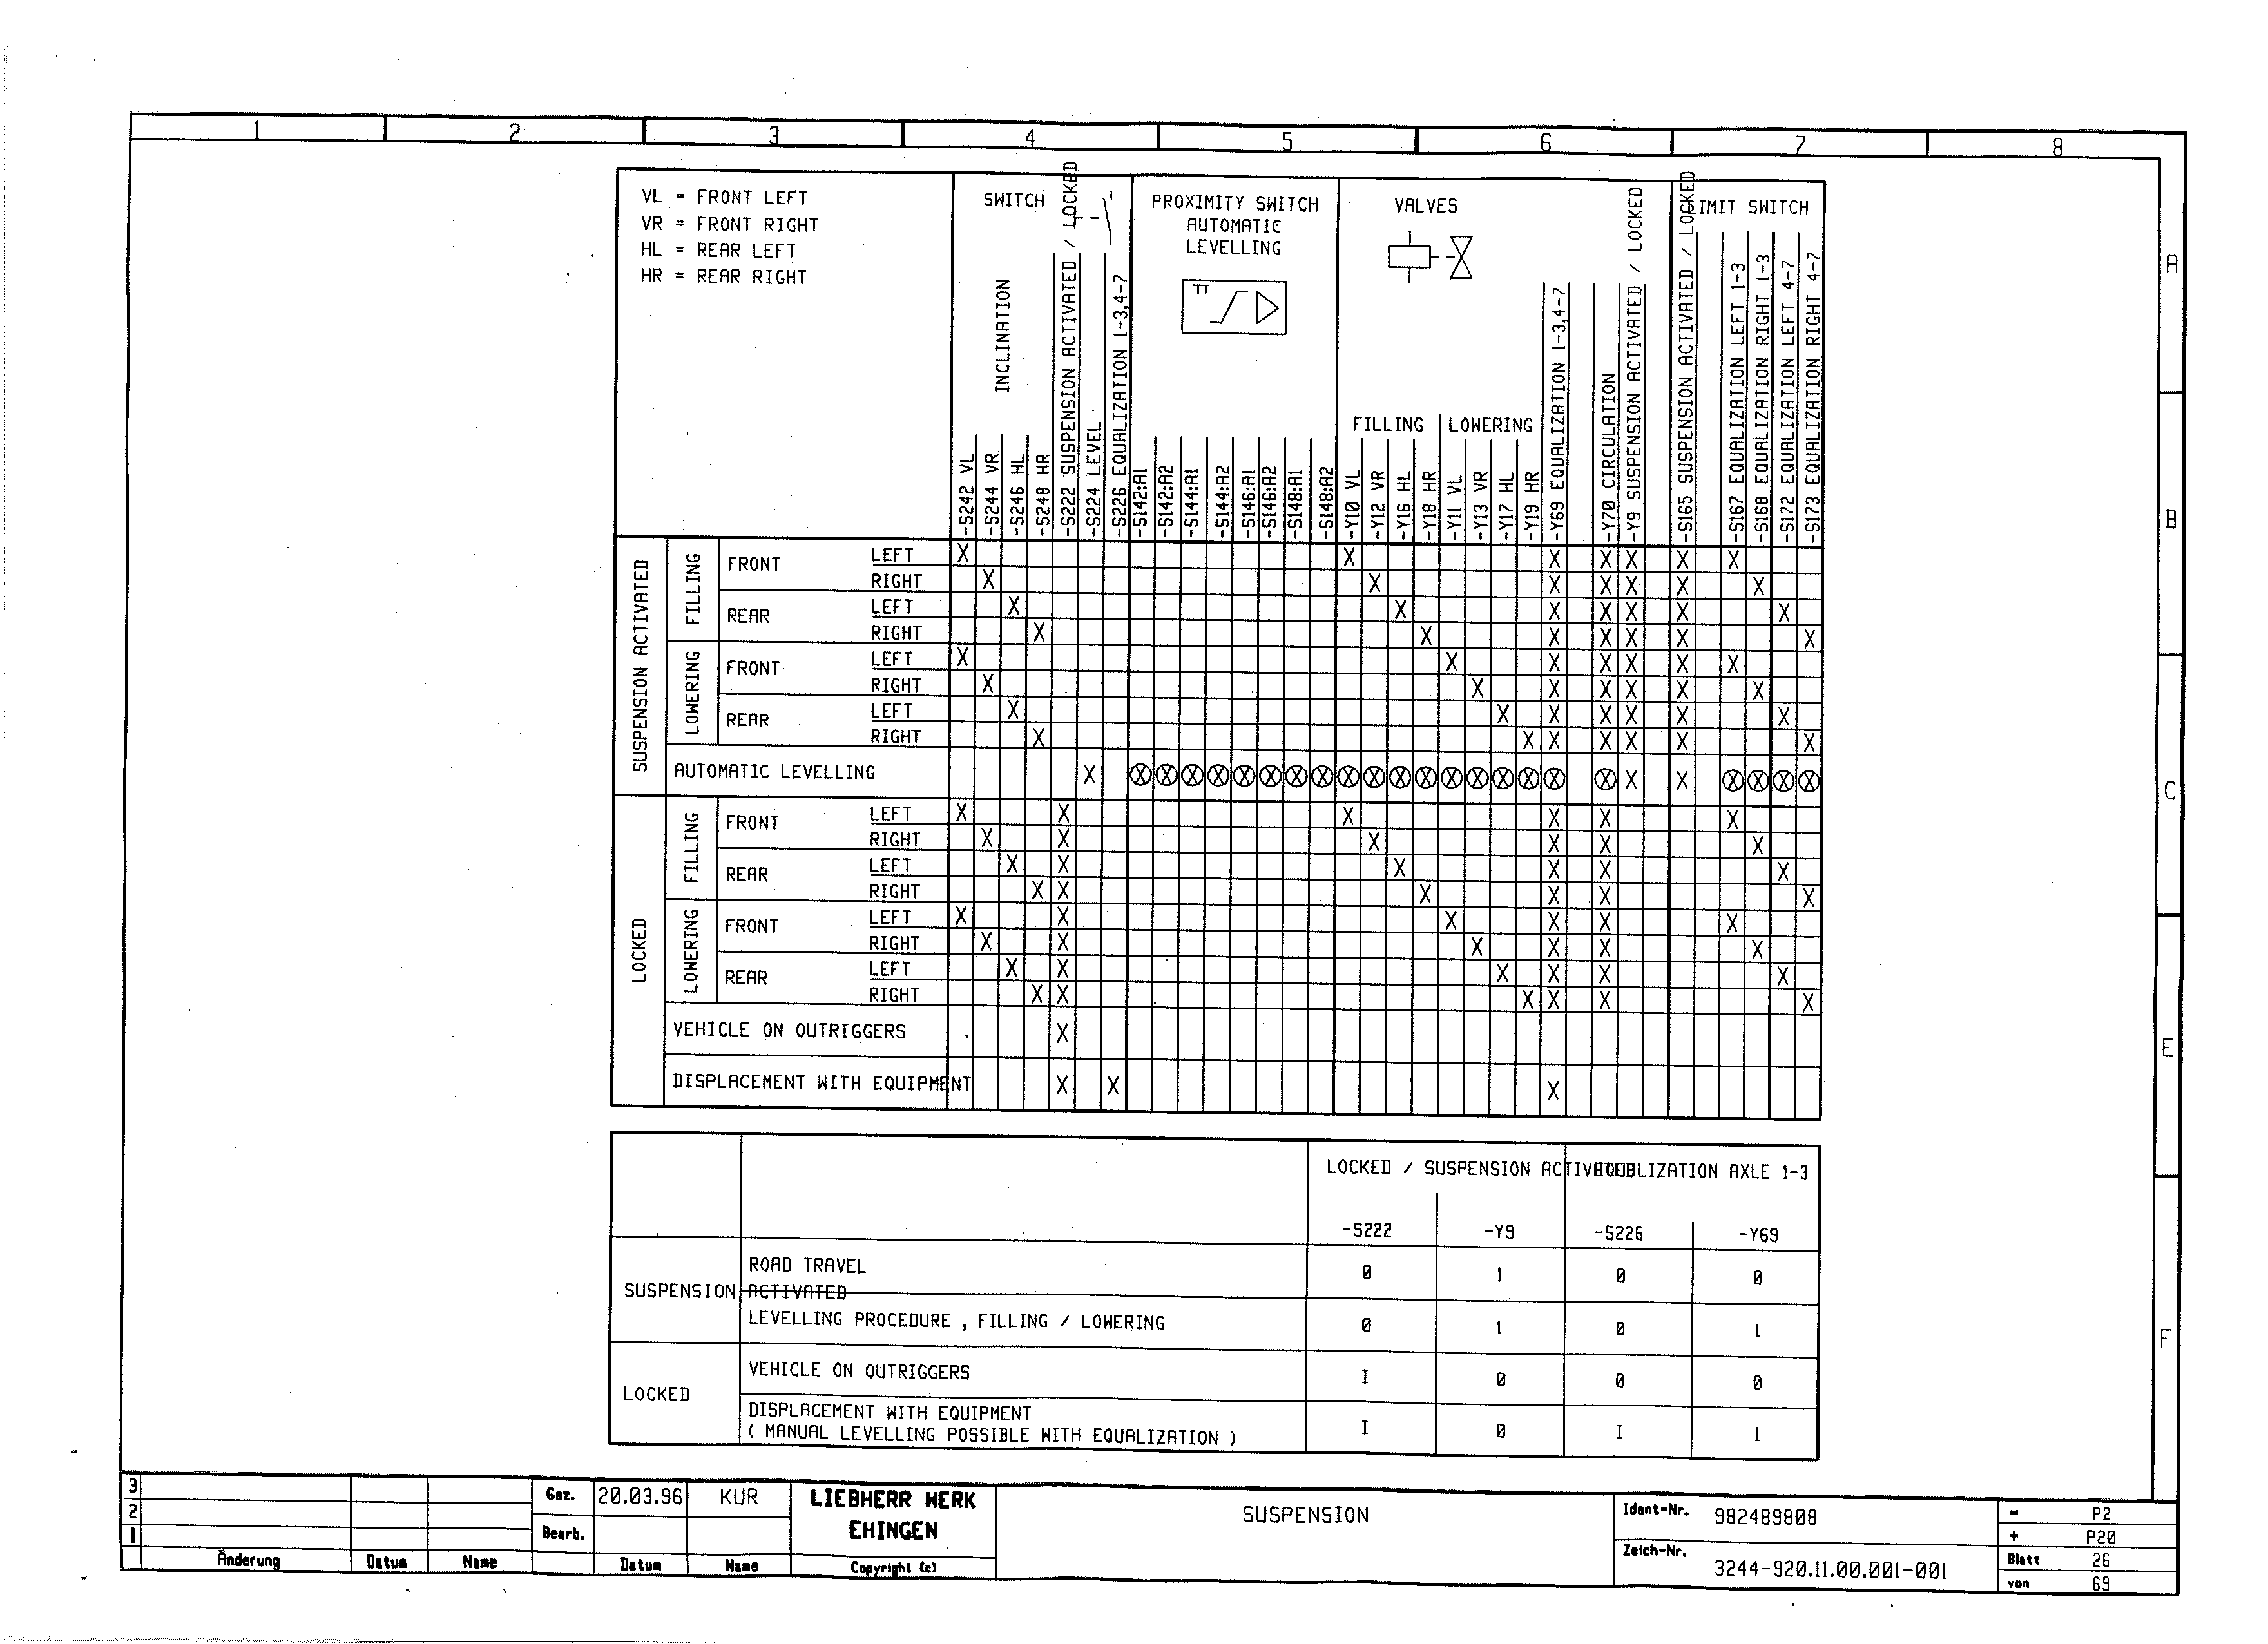 1 2 3 4 5 6 7 8
A
B
C
E
F
VL = FRONT LEFT
VR = FRONT RIGHT
HL = REAR LEFT
HR = REAR RIGHT
SWITCH
INCLINATION
-S242 VL
-S244 VR
-S246 HL
-S248 HR
-S222 SUSPENSION ACTIVATED / LOCKED
-S224 LEVEL
-S226 EQUALIZATION 1-3,4-7
PROXIMITY SWITCH
AUTOMATIC
LEVELLING
-S142:A1
-S142:A2
-S144:A1
-S144:A2
-S146:A1
-S146:A2
-S148:A1
-S148:A2
VALVES
FILLING
LOWERING
-Y10 VL
-Y12 VR
-Y16 HL
-Y18 HR
-Y11 VL
-Y13 VR
-Y17 HL
-Y19 HR
-Y69 EQUALIZATION 1-3,4-7
-Y70 CIRCULATION
-Y9 SUSPENSION ACTIVATED / LOCKED
LIMIT SWITCH
-S165 SUSPENSION ACTIVATED / LOCKED
-S167 EQUALIZATION LEFT 1-3
-S168 EQUALIZATION RIGHT 1-3
-S172 EQUALIZATION LEFT 4-7
-S173 EQUALIZATION RIGHT 4-7
SUSPENSION ACTIVATED
FILLING
FRONT
LEFT X X X X X X X
RIGHT X X X X X X X
REAR
LEFT X X X X X X X
RIGHT X X X X X X X
LOWERING
FRONT
LEFT X X X X X X X
RIGHT X X X X X X X
REAR
LEFT X X X X X X X
RIGHT X X X X X X X
AUTOMATIC LEVELLING X X X X X X X X X X X X X X X X X X X X X X X X X
LOCKED
FILLING
FRONT
LEFT X X X X X X
RIGHT X X X X X X
REAR
LEFT X X X X X X
RIGHT X X X X X X
LOWERING
FRONT
LEFT X X X X X X
RIGHT X X X X X X
REAR
LEFT X X X X X X
RIGHT X X X X X X
VEHICLE ON OUTRIGGERS X
DISPLACEMENT WITH EQUIPMENT X X X
LOCKED / SUSPENSION ACTIVATED
EQUALIZATION AXLE 1-3
-S222 -Y9 -S226 -Y69
SUSPENSION ACTIVATED
ROAD TRAVEL 0 1 0 0
LEVELLING PROCEDURE , FILLING / LOWERING 0 1 0 1
LOCKED
VEHICLE ON OUTRIGGERS I 0 0 0
DISPLACEMENT WITH EQUIPMENT
( MANUAL LEVELLING POSSIBLE WITH EQUALIZATION ) I 0 I 1
3
2
1
Änderung Datum Name
Gez. 20.03.96 KUR
Bearb.
Datum Name
LIEBHERR WERK
EHINGEN
Copyright (c)
SUSPENSION
Ident-Nr. 982489808
Zeich-Nr. 3244-920.11.00.001-001
= P2
+ P20
Blatt 26
von 69